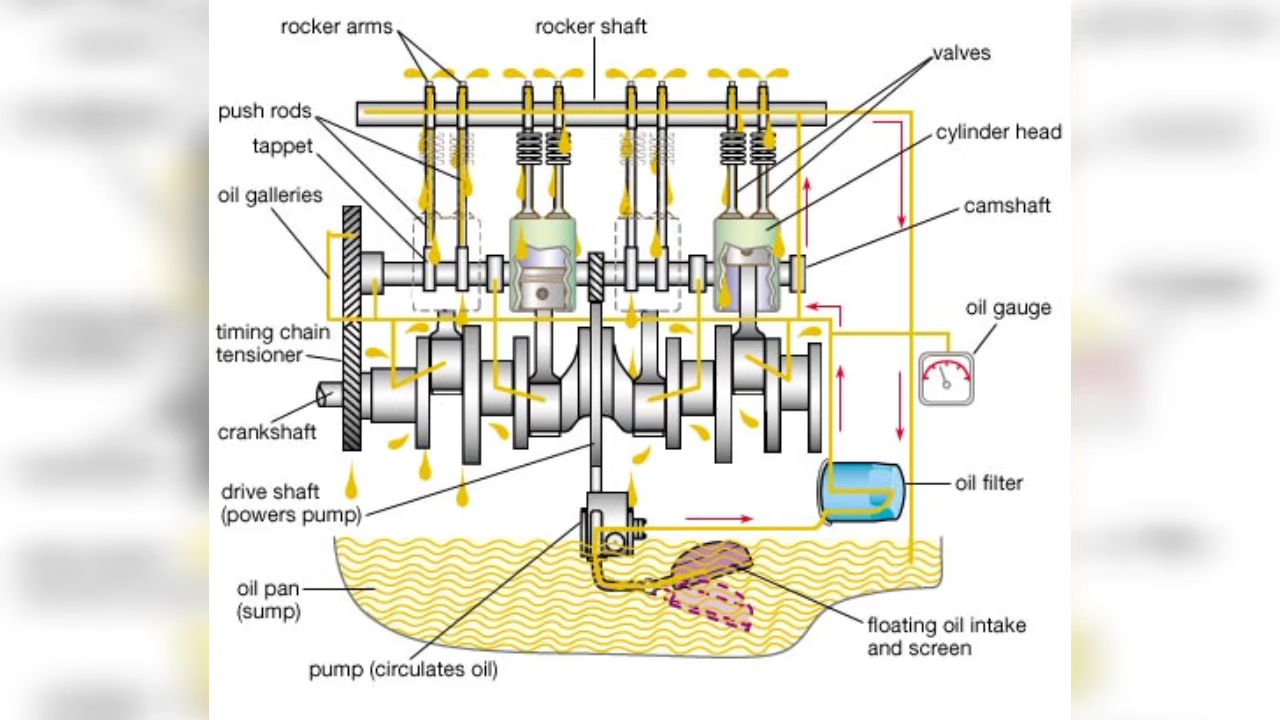 rocker arms
rocker shaft
valves
push rods
cylinder head
tappet
oil galleries
camshaft
oil gauge
timing chain
tensioner
crankshaft
drive shaft
(powers pump)
oil filter
oil pan
(sump)
floating oil intake
and screen
pump (circulates oil)